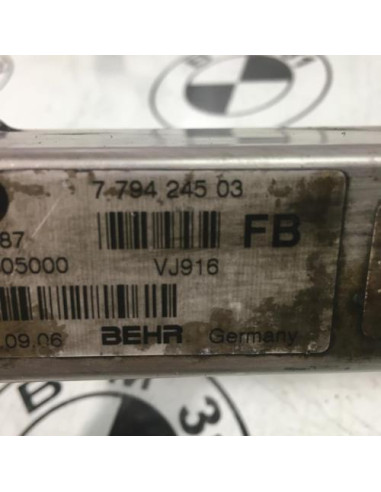 7 794 245 03
87
05000 VJ916 FB
.09.06 BEHR Germany